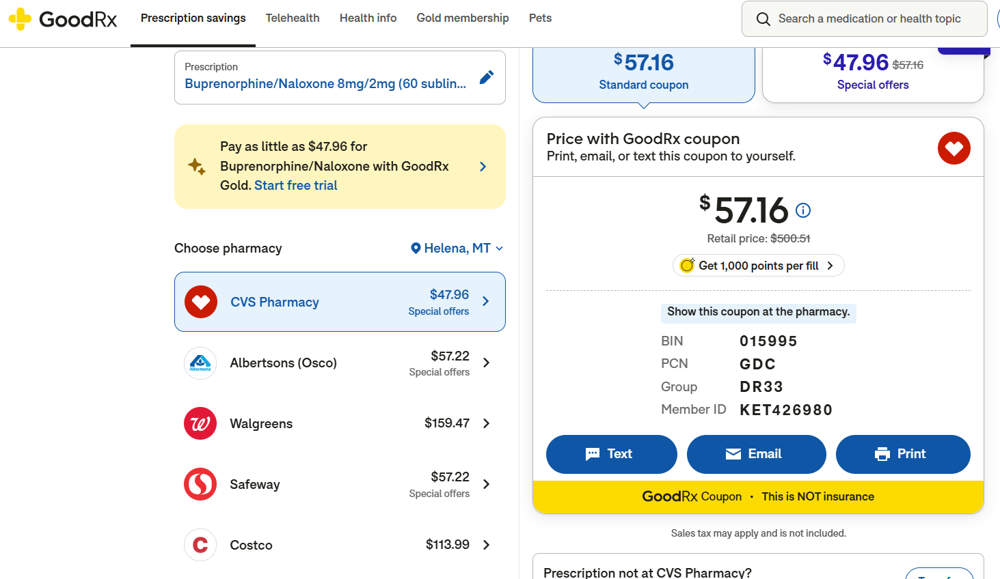 GoodRx
Prescription savings
Telehealth
Health info
Gold membership
Pets
Search a medication or health topic
Prescription
Buprenorphine/Naloxone 8mg/2mg (60 sublin...
Pay as little as $47.96 for
Buprenorphine/Naloxone with GoodRx
Gold. Start free trial
Choose pharmacy
Helena, MT
CVS Pharmacy
$47.96
Special offers
Albertsons
Albertsons (Osco)
$57.22
Special offers
Walgreens
$159.47
Safeway
$57.22
Special offers
C
Costco
$113.99
$57.16
Standard coupon
$47.96 $57.16
Special offers
Price with GoodRx coupon
Print, email, or text this coupon to yourself.
$57.16
Retail price: $500.51
Get 1,000 points per fill
Show this coupon at the pharmacy.
BIN 015995
PCN GDC
Group DR33
Member ID KET426980
Text
Email
Print
GoodRx Coupon · This is NOT insurance
Sales tax may apply and is not included.
Prescription not at CVS Pharmacy?